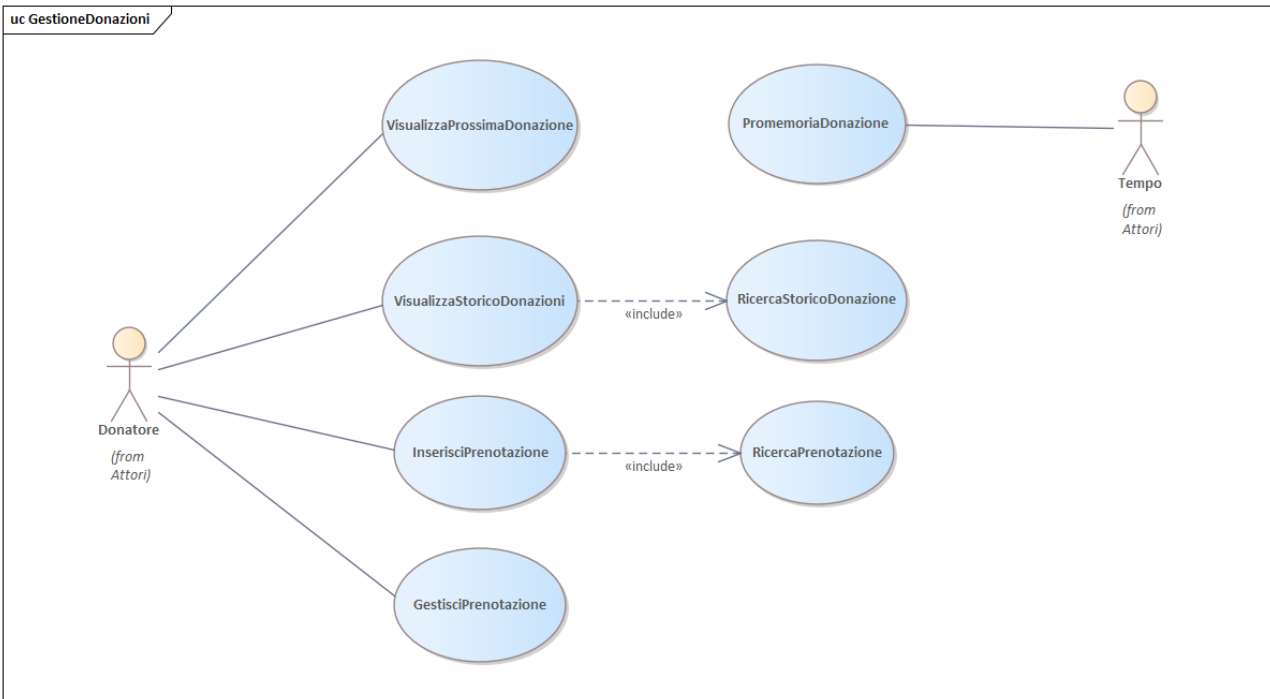 uc GestioneDonazioni
VisualizzaProssimaDonazione
PromemoriaDonazione
Tempo
(from
Attori)
VisualizzaStoricoDonazioni
«include»
RicercaStoricoDonazione
Donatore
(from
Attori)
InserisciPrenotazione
«include»
RicercaPrenotazione
GestisciPrenotazione